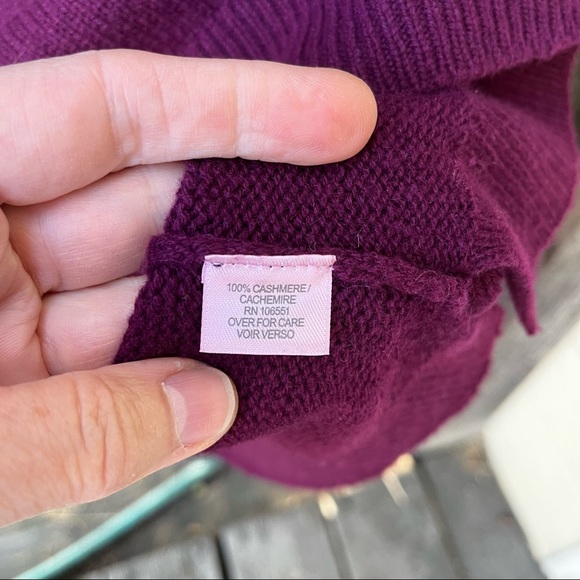 100% CASHMERE/
CACHEMIRE
RN 106551
OVER FOR CARE
VOIR VERSO